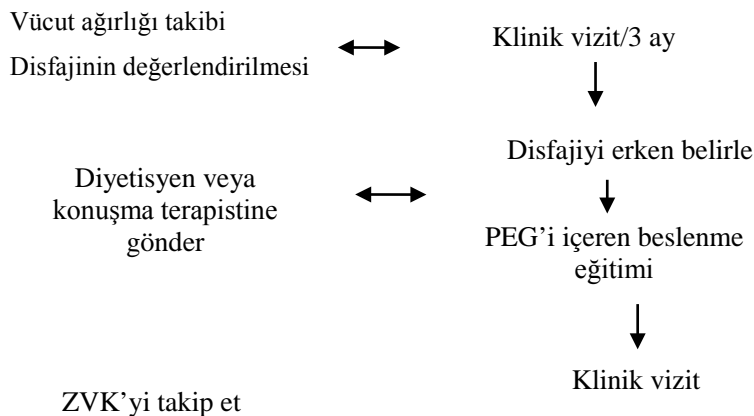 Vücut ağırlığı takibi
Disfajinin değerlendirilmesi
Klinik vizit/3 ay
Disfajiyi erken belirle
Diyetisyen veya
konuşma terapistine
gönder
PEG’i içeren beslenme
eğitimi
Klinik vizit
ZVK’yi takip et